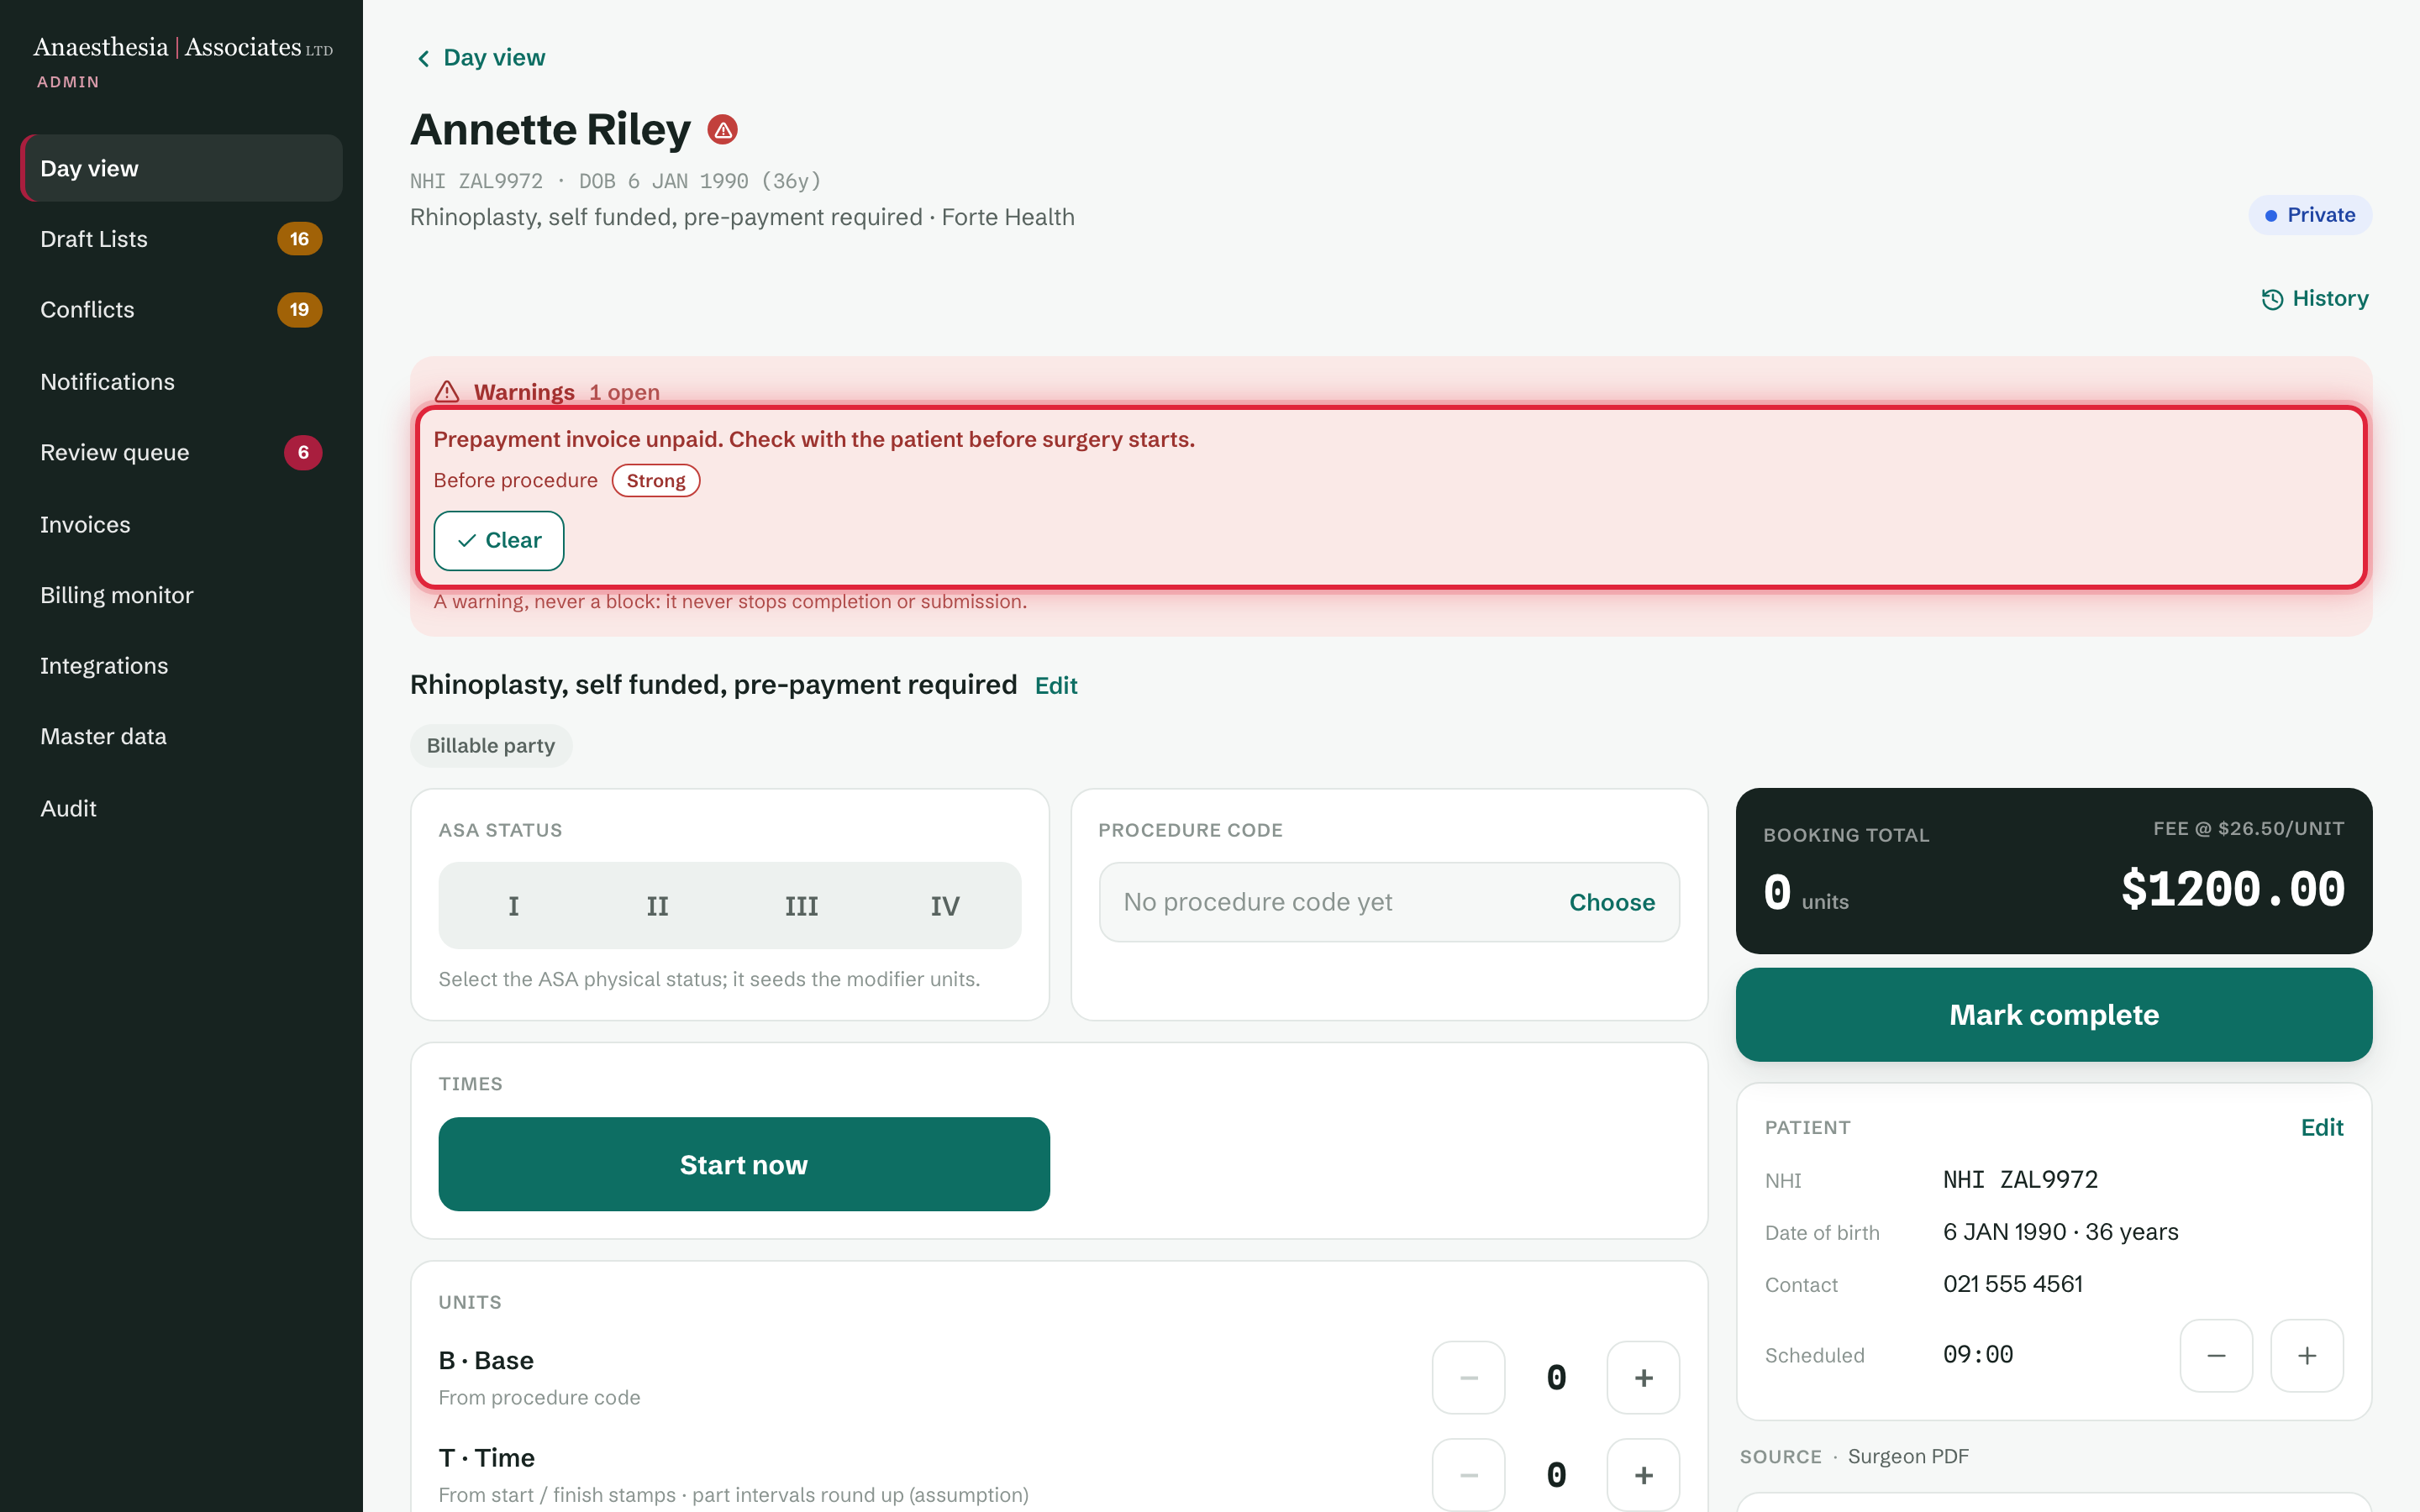 Anaesthesia | Associates LTD
ADMIN
Day view
Draft Lists 16
Conflicts 19
Notifications
Review queue 6
Invoices
Billing monitor
Integrations
Master data
Audit
Day view
Annette Riley
NHI ZAL9972 · DOB 6 JAN 1990 (36y)
Rhinoplasty, self funded, pre-payment required · Forte Health
Private
History
Warnings 1 open
Prepayment invoice unpaid. Check with the patient before surgery starts.
Before procedure Strong
Clear
A warning, never a block: it never stops completion or submission.
Rhinoplasty, self funded, pre-payment required Edit
Billable party
ASA STATUS
I II III IV
Select the ASA physical status; it seeds the modifier units.
PROCEDURE CODE
No procedure code yet Choose
TIMES
Start now
UNITS
B · Base
From procedure code
− 0 +
T · Time
From start / finish stamps · part intervals round up (assumption)
− 0 +
BOOKING TOTAL
FEE @ $26.50/UNIT
0 units
$1200.00
Mark complete
PATIENT Edit
NHI NHI ZAL9972
Date of birth 6 JAN 1990 · 36 years
Contact 021 555 4561
Scheduled 09:00 − +
SOURCE · Surgeon PDF